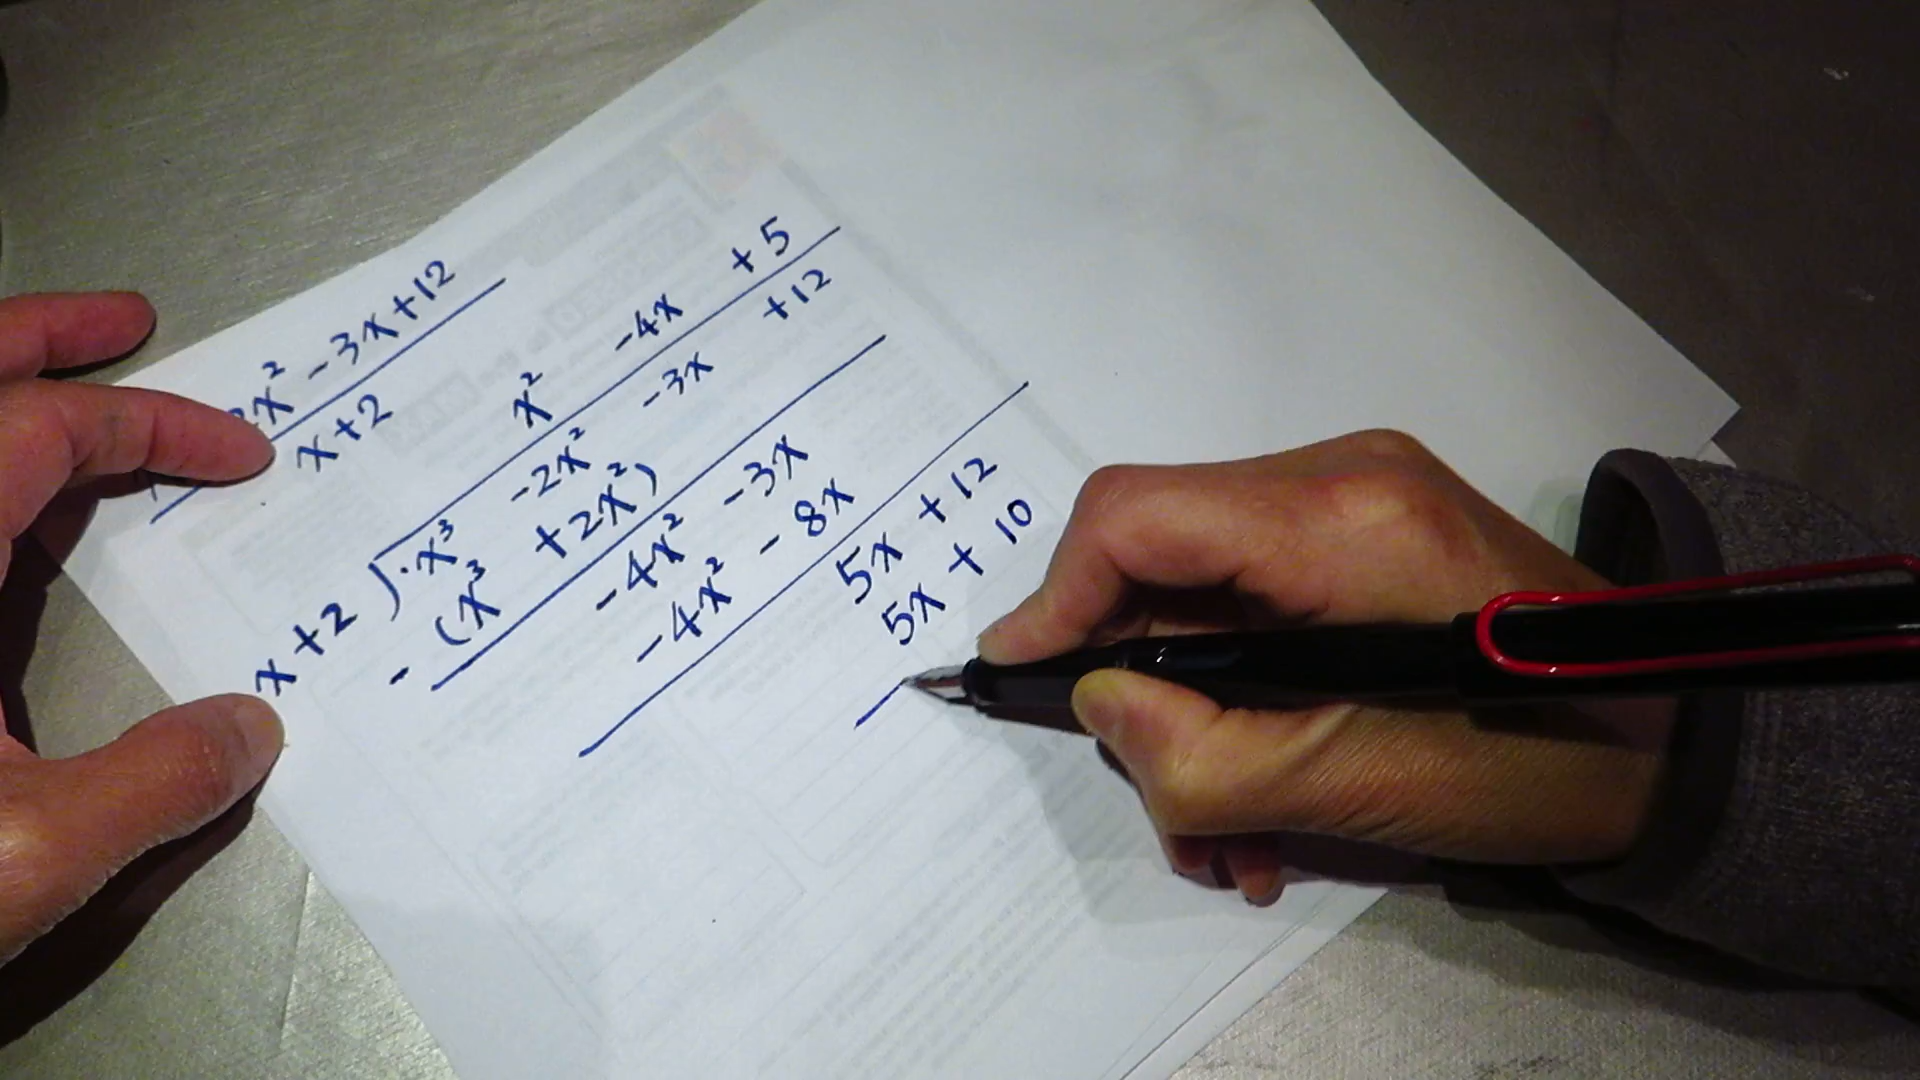 2x² - 3x + 12
x + 2
x² -4x + 5
x + 2 ) x³ -2x² -3x +12
- (x³ +2x²)
-4x² -3x
-4x² - 8x
5x + 12
5x + 10